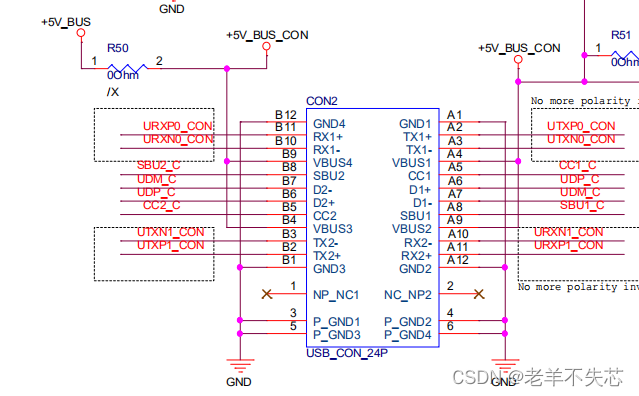 GND
+5V_BUS
R50
1
2
0Ohm
/X
+5V_BUS_CON
+5V_BUS_CON
R51
1
0Ohm
No more polarity i
CON2
B12
GND4
GND1
A1
URXP0_CON
B11
RX1+
TX1+
A2
UTXP0_CON
URXN0_CON
B10
RX1-
TX1-
A3
UTXN0_CON
B9
VBUS4
VBUS1
A4
SBU2_C
B8
SBU2
CC1
A5
CC1_C
UDM_C
B7
D2-
D1+
A6
UDP_C
UDP_C
B6
D2+
D1-
A7
UDM_C
CC2_C
B5
CC2
SBU1
A8
SBU1_C
B4
VBUS3
VBUS2
A9
UTXN1_CON
B3
TX2-
RX2-
A10
URXN1_CON
UTXP1_CON
B2
TX2+
RX2+
A11
URXP1_CON
B1
GND3
GND2
A12
1
NP_NC1
NC_NP2
2
No more polarity inv
3
P_GND1
P_GND2
4
5
P_GND3
P_GND4
6
USB_CON_24P
GND
GND
CSDN @老羊不失芯